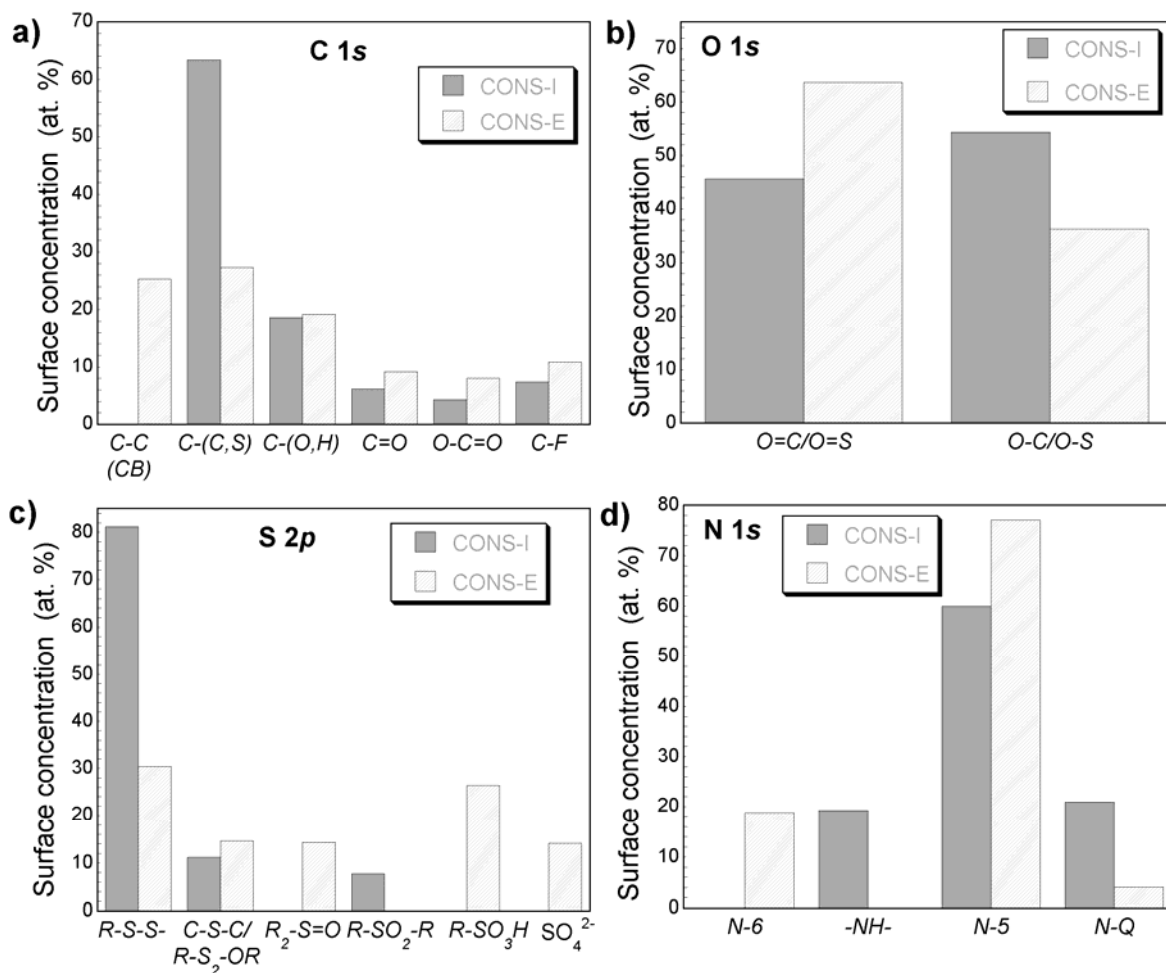 a)
C 1s
CONS-I
CONS-E
Surface concentration (at. %)
70
60
50
40
30
20
10
0
C-C (CB)
C-(C,S)
C-(O,H)
C=O
O-C=O
C-F
b)
O 1s
CONS-I
CONS-E
Surface concentration (at. %)
70
60
50
40
30
20
10
0
O=C/O=S
O-C/O-S
c)
S 2p
CONS-I
CONS-E
Surface concentration (at. %)
80
70
60
50
40
30
20
10
0
R-S-S-
C-S-C/
R-S₂-OR
R₂-S=O
R-SO₂-R
R-SO₃H
SO₄²⁻
d)
N 1s
CONS-I
CONS-E
Surface concentration (at. %)
80
70
60
50
40
30
20
10
0
N-6
-NH-
N-5
N-Q